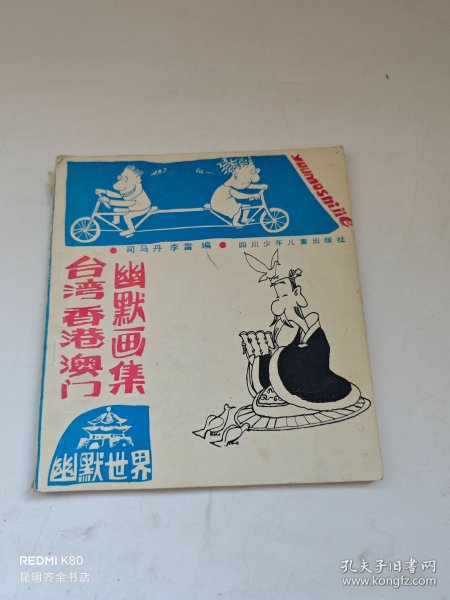 youmoshijie
●司马丹 李雷 编● 四川少年儿童出版社
台湾香港澳门
幽默画集
幽默世界
REDMI K80
昆明齐全书店
孔夫子旧书网
www.kongfz.com